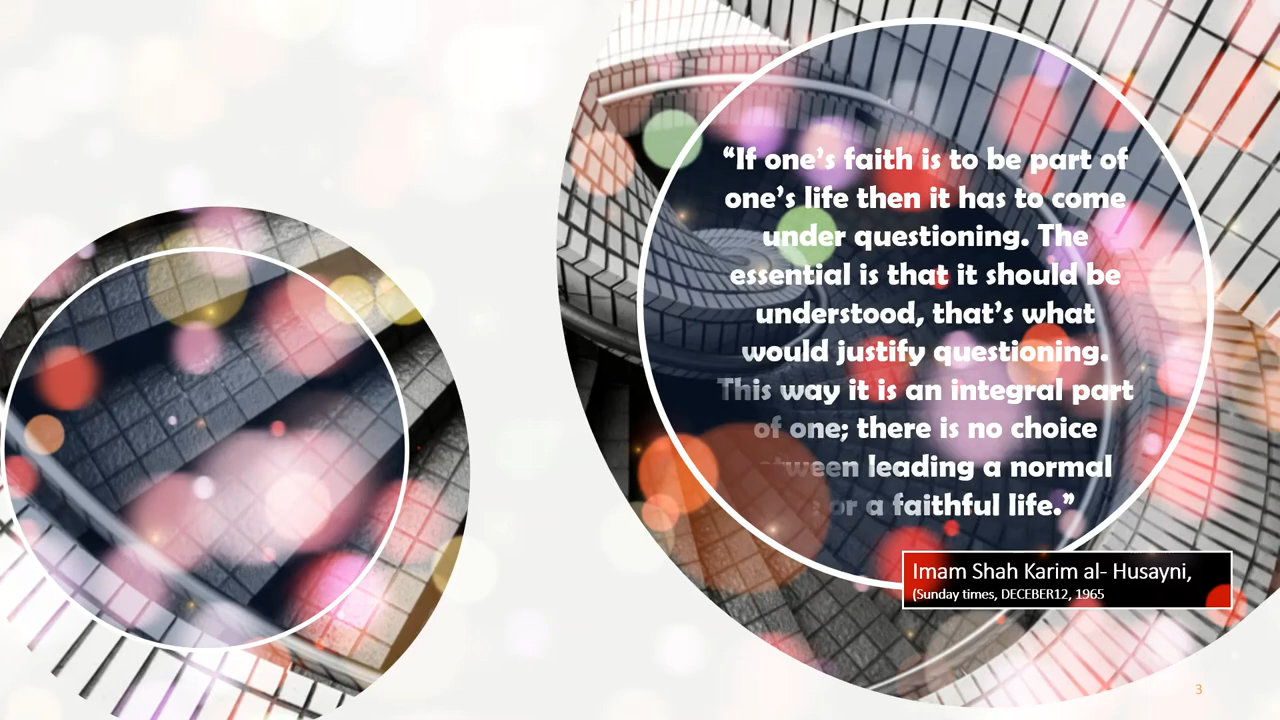 “If one’s faith is to be part of
one’s life then it has to come
under questioning. The
essential is that it should be
understood, that’s what
would justify questioning.
This way it is an integral part
of one; there is no choice
leading a normal
or a faithful life.”
Imam Shah Karim al- Husayni,
(Sunday times, DECEBER12, 1965
3